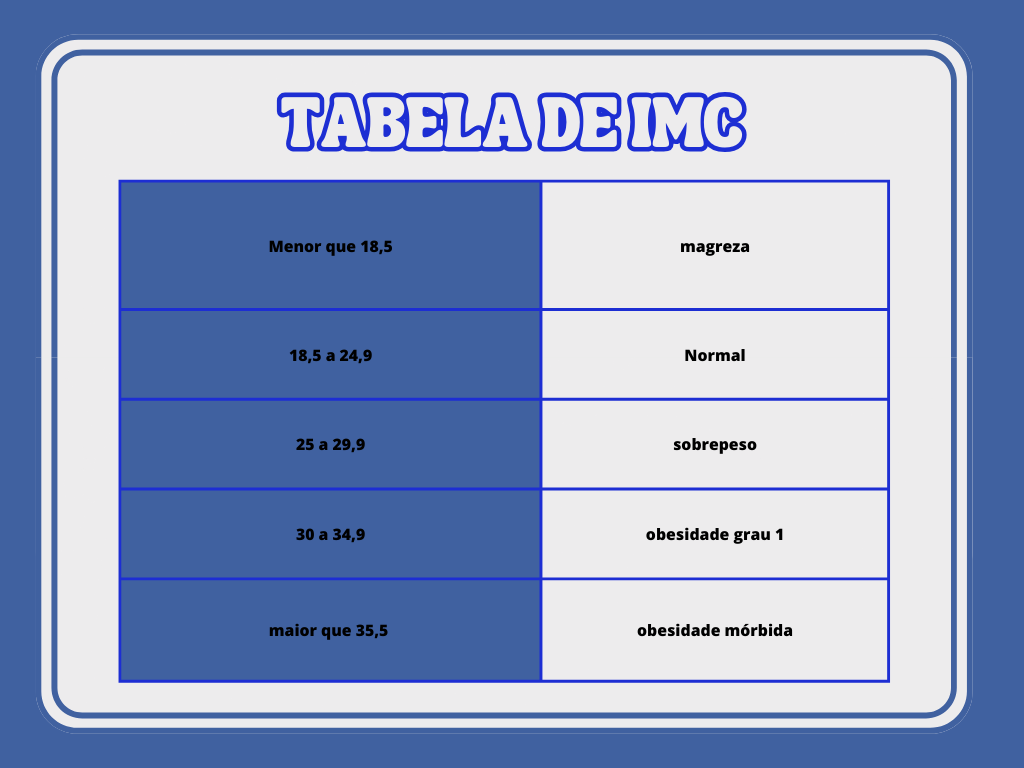 TABELA DE IMC
Menor que 18,5 magreza
18,5 a 24,9 Normal
25 a 29,9 sobrepeso
30 a 34,9 obesidade grau 1
maior que 35,5 obesidade mórbida